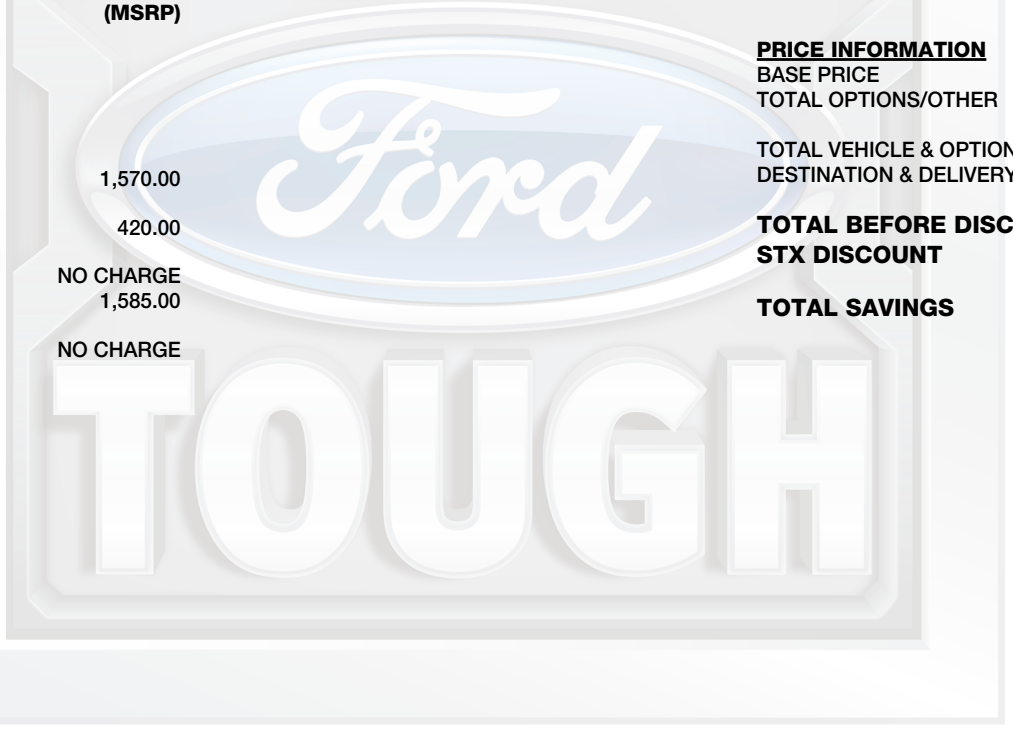 (MSRP)
1,570.00
420.00
NO CHARGE
1,585.00
NO CHARGE
PRICE INFORMATION
BASE PRICE
TOTAL OPTIONS/OTHER
TOTAL VEHICLE & OPTION
DESTINATION & DELIVERY
TOTAL BEFORE DISC
STX DISCOUNT
TOTAL SAVINGS
Ford
TOUGH